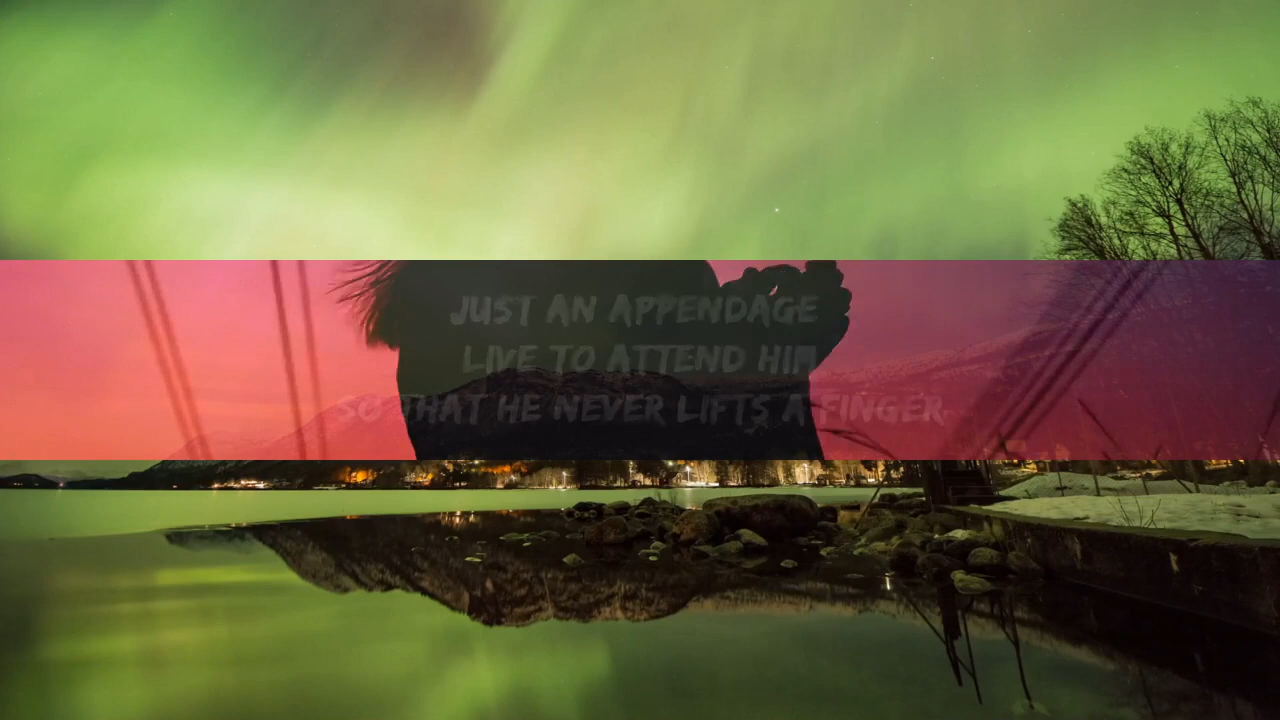 JUST AN APPENDAGE
LIVE TO ATTEND HIM
SO THAT HE NEVER LIFTS A FINGER